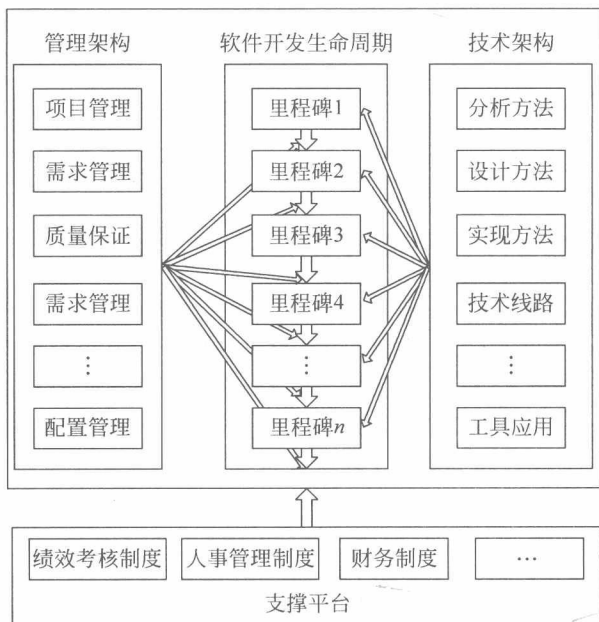 管理架构
项目管理
需求管理
质量保证
需求管理
⋮
配置管理
软件开发生命周期
里程碑1
里程碑2
里程碑3
里程碑4
⋮
里程碑n
技术架构
分析方法
设计方法
实现方法
技术线路
⋮
工具应用
绩效考核制度 人事管理制度 财务制度 …
支撑平台